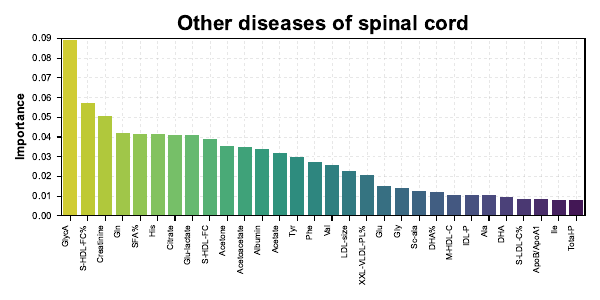 Other diseases of spinal cord
Importance
0.09
0.08
0.07
0.06
0.05
0.04
0.03
0.02
0.01
0.00
GlycA
S-HDL-FC%
Creatinine
Gln
SFA%
His
Citrate
Glu-lactate
S-HDL-FC
Acetone
Acetoacetate
Albumin
Acetate
Tyr
Phe
Val
LDL-size
XXL-VLDL-PL%
Glu
Gly
Sc-ala
DHA%
M-HDL-C
IDL-P
Ala
DHA
S-LDL-C%
ApoB/ApoA1
Ile
Total-P